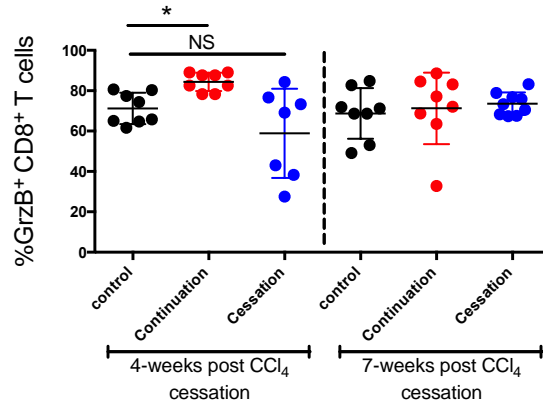 *
NS
%GrzB⁺ CD8⁺ T cells
100
80
60
40
20
0
control
Continuation
Cessation
control
Continuation
Cessation
4-weeks post CCl₄
cessation
7-weeks post CCl₄
cessation